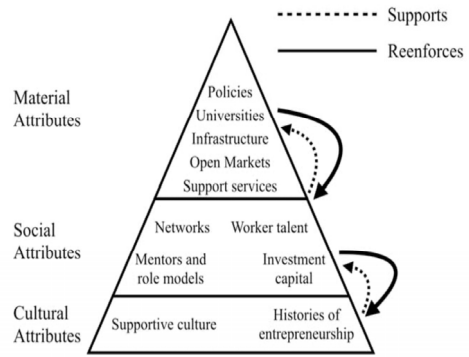 Supports
Reenforces
Material
Attributes
Policies
Universities
Infrastructure
Open Markets
Support services
Social
Attributes
Networks Worker talent
Mentors and
role models
Investment
capital
Cultural
Attributes
Supportive culture
Histories of
entrepreneurship